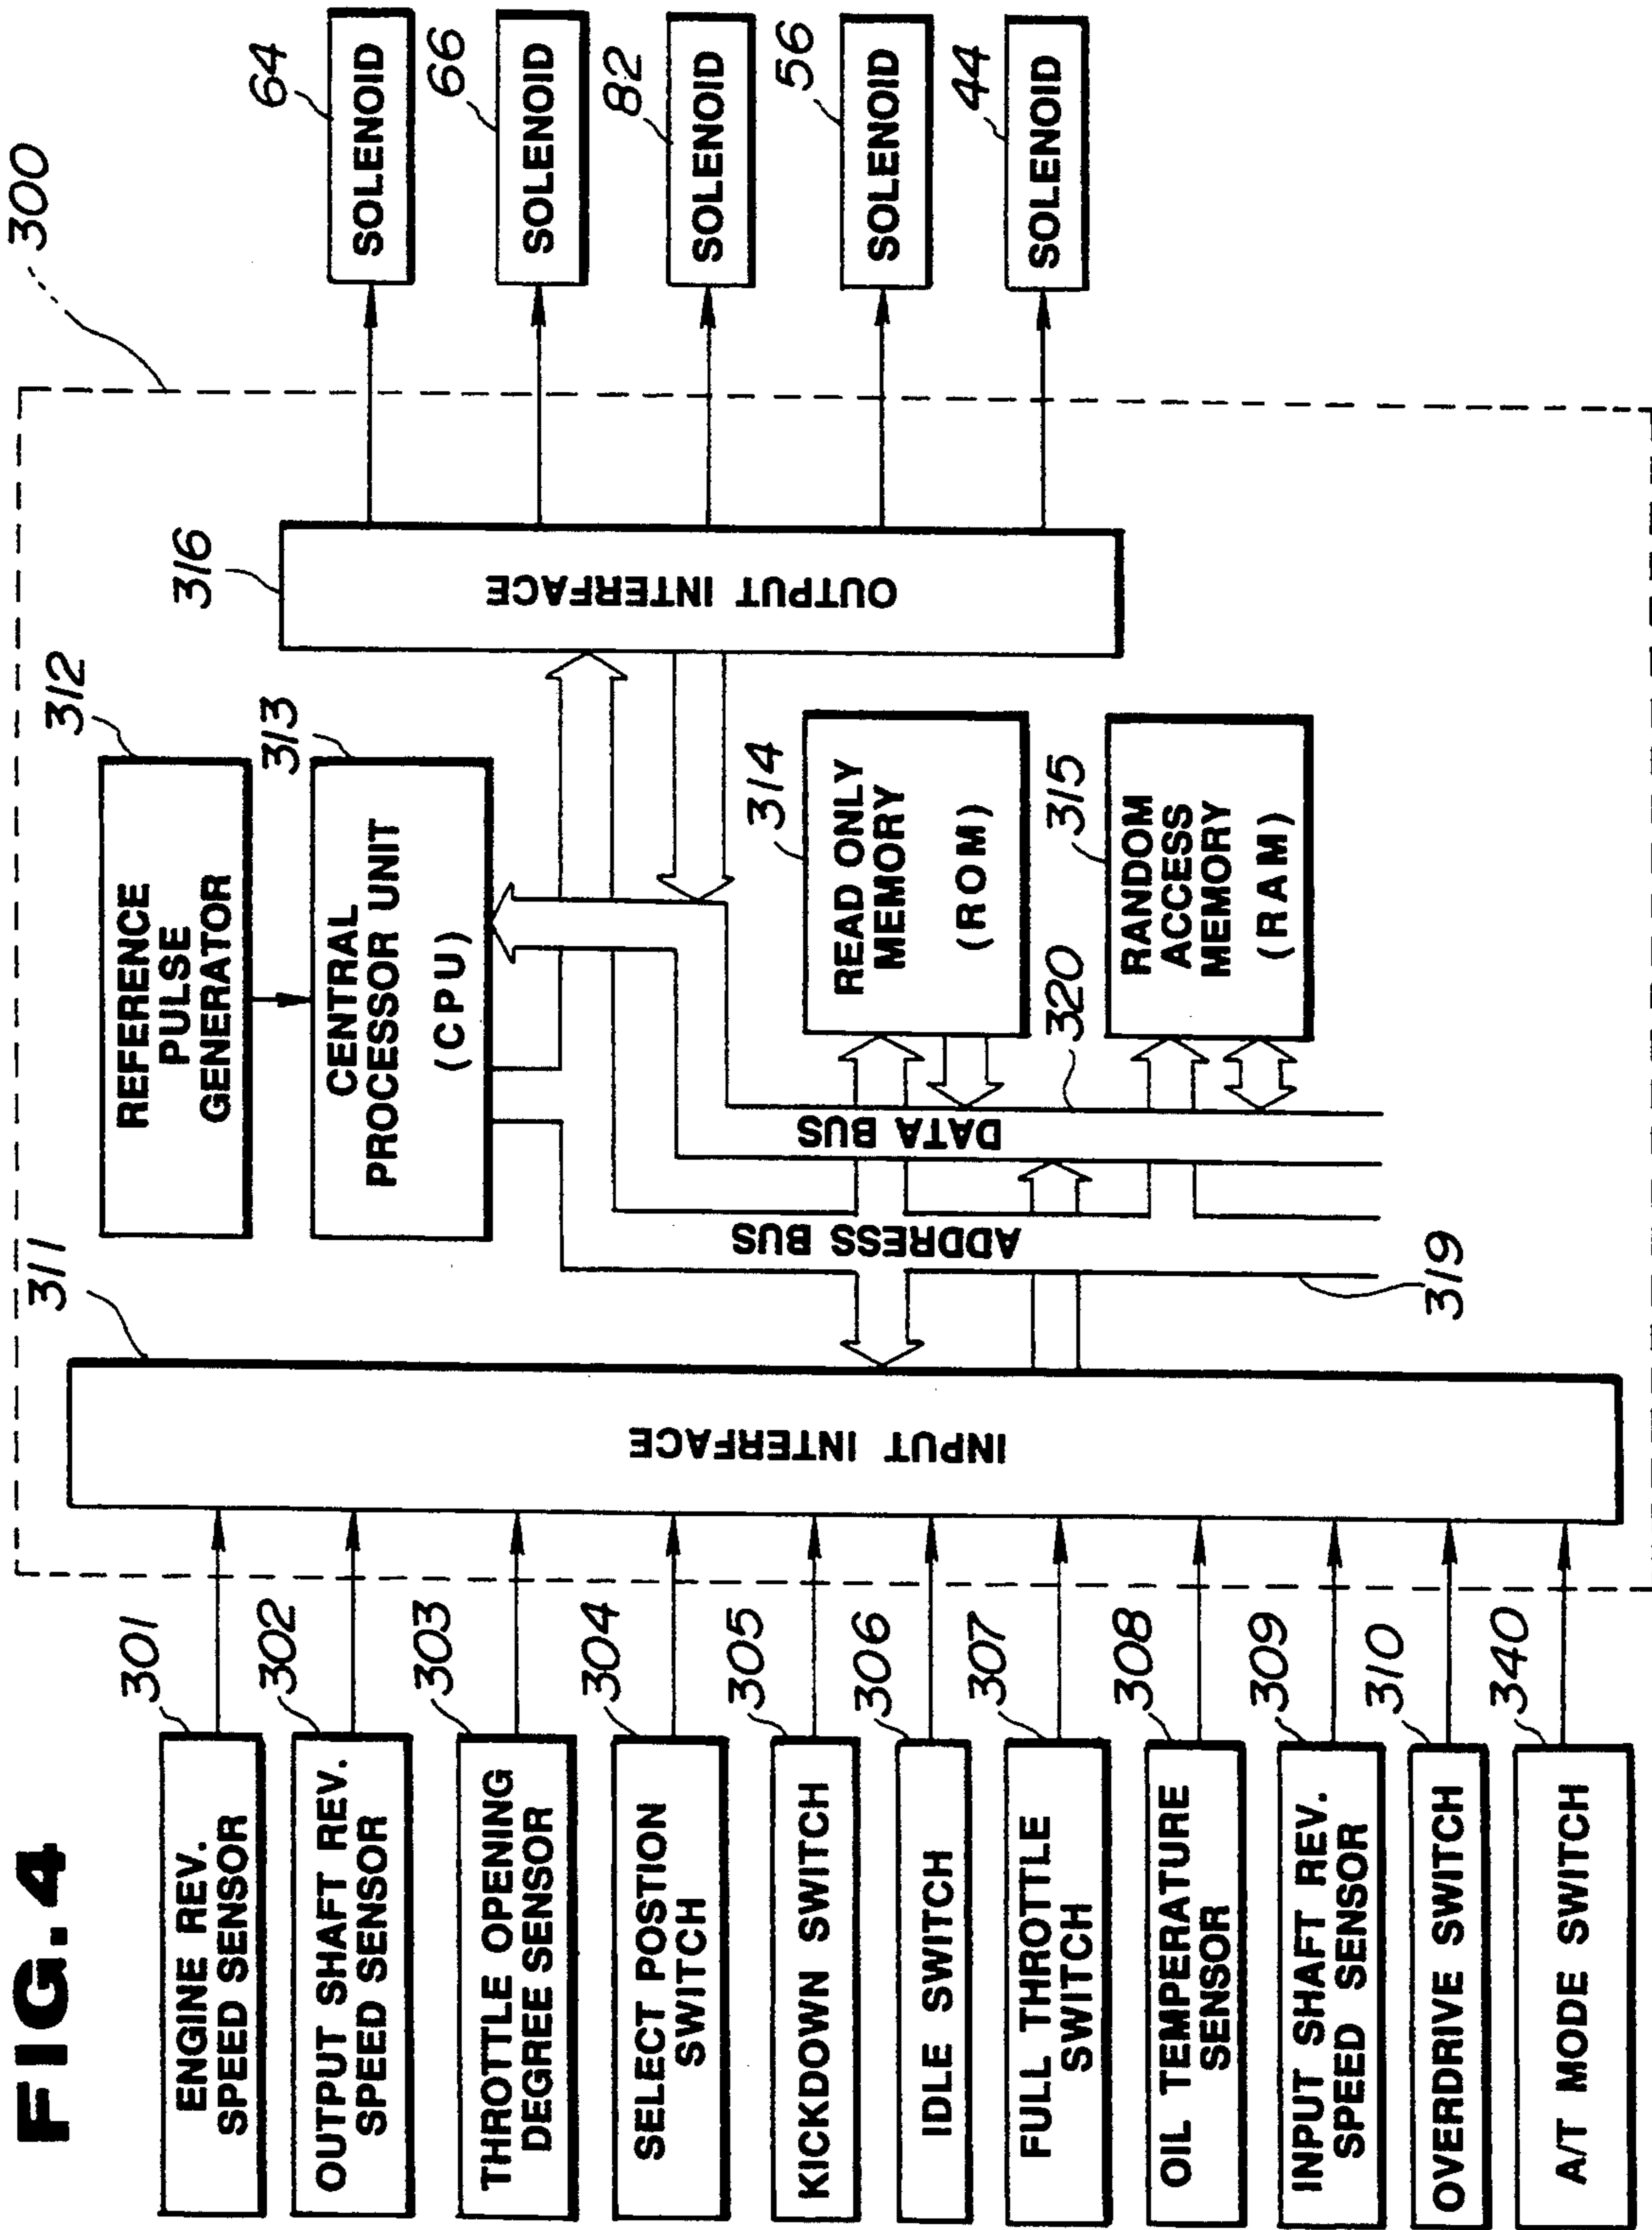 FIG.4
300
301
ENGINE REV.
SPEED SENSOR
302
OUTPUT SHAFT REV.
SPEED SENSOR
303
THROTTLE OPENING
DEGREE SENSOR
304
SELECT POSTION
SWITCH
305
KICKDOWN SWITCH
306
IDLE SWITCH
307
FULL THROTTLE
SWITCH
308
OIL TEMPERATURE
SENSOR
309
INPUT SHAFT REV.
SPEED SENSOR
310
OVERDRIVE SWITCH
340
A/T MODE SWITCH
311
INPUT INTERFACE
312
REFERENCE
PULSE
GENERATOR
313
CENTRAL
PROCESSOR UNIT
(CPU)
ADDRESS BUS
319
DATA BUS
320
314
READ ONLY
MEMORY
(ROM)
315
RANDOM
ACCESS
MEMORY
(RAM)
316
OUTPUT INTERFACE
64
SOLENOID
66
SOLENOID
82
SOLENOID
56
SOLENOID
44
SOLENOID